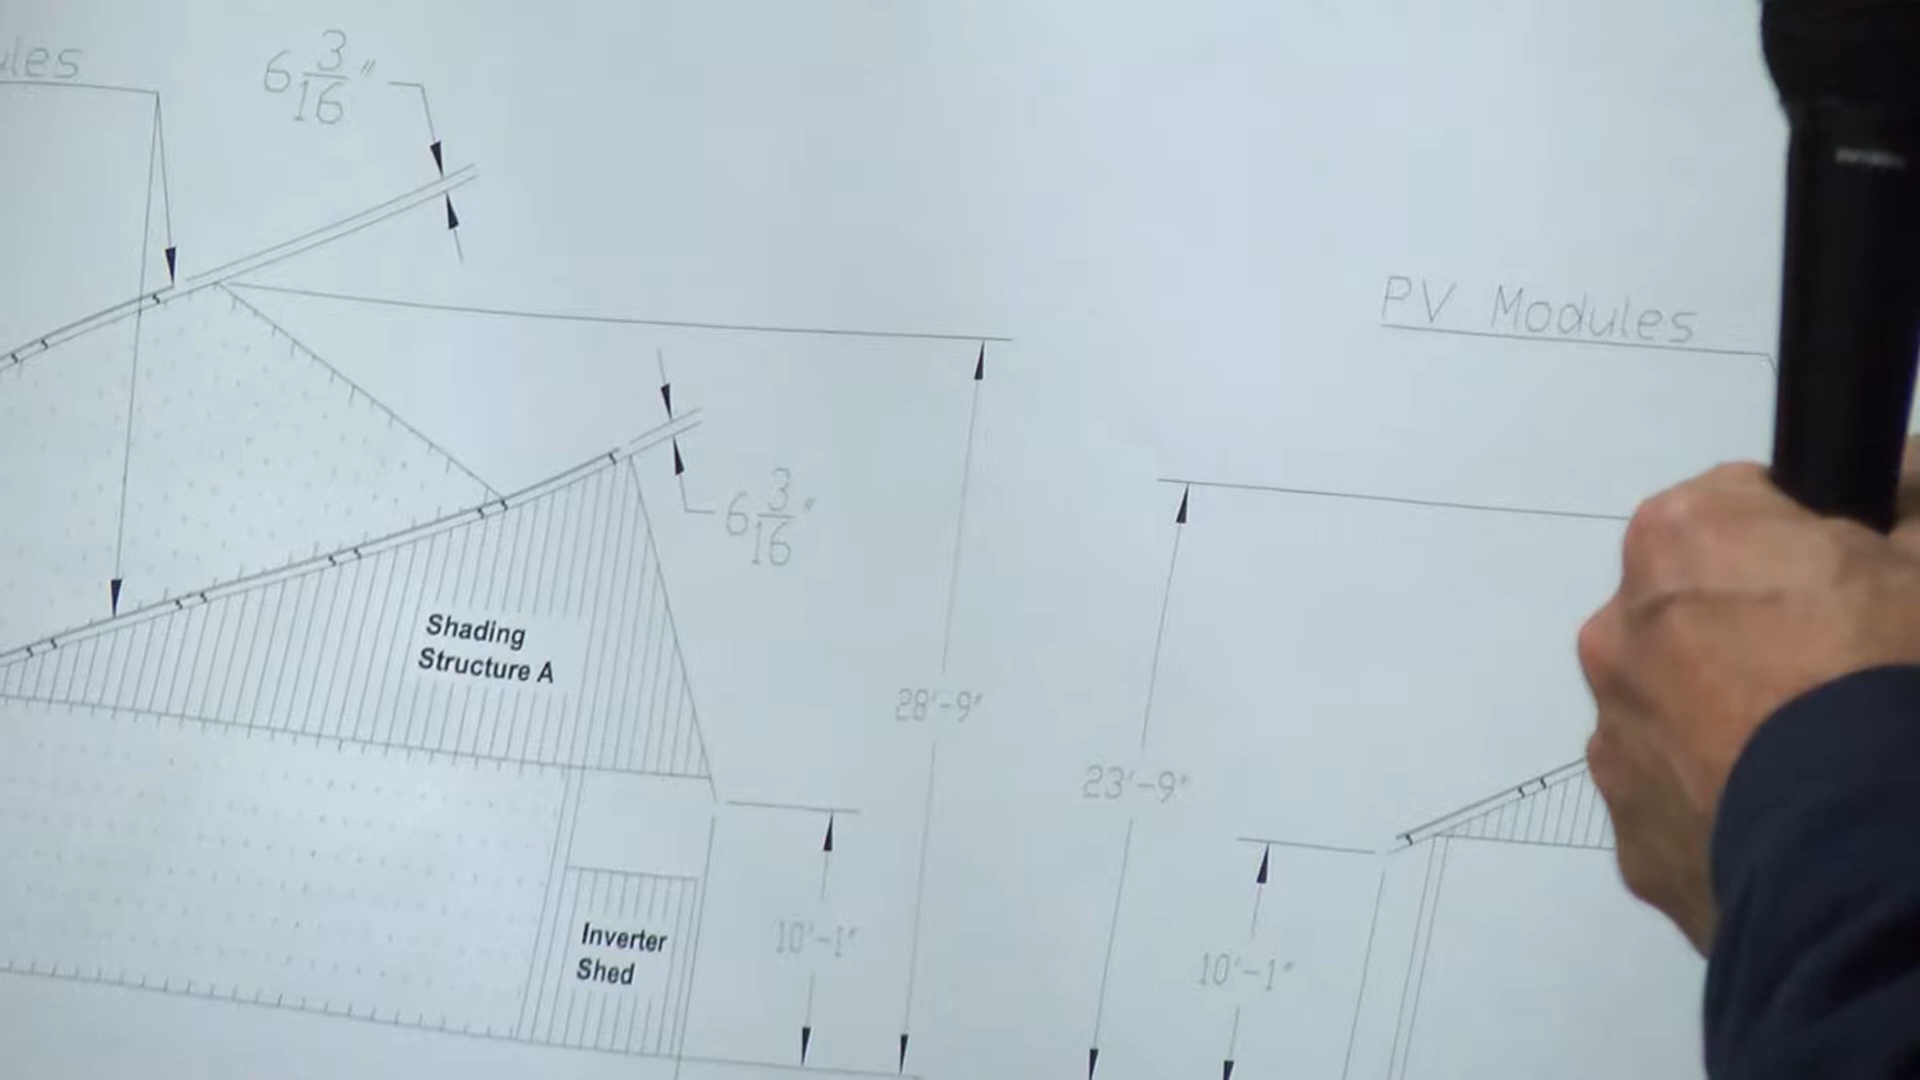 6 3/16"
PV Modules
6 3/16"
Shading
Structure A
28'-9"
23'-9"
Inverter
Shed
10'-1"
10'-1"